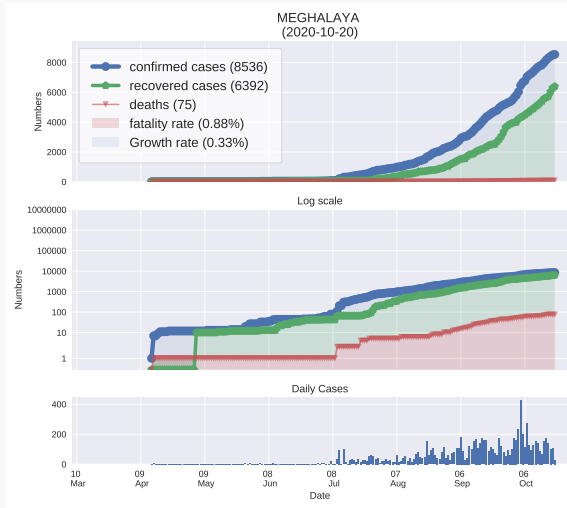 MEGHALAYA
(2020-10-20)
confirmed cases (8536)
recovered cases (6392)
deaths (75)
fatality rate (0.88%)
Growth rate (0.33%)
Numbers
8000
6000
4000
2000
0
Log scale
Numbers
10000000
1000000
100000
10000
1000
100
10
1
Daily Cases
400
200
0
10 09 09 08 08 07 06 06
Mar Apr May Jun Jul Aug Sep Oct
Date